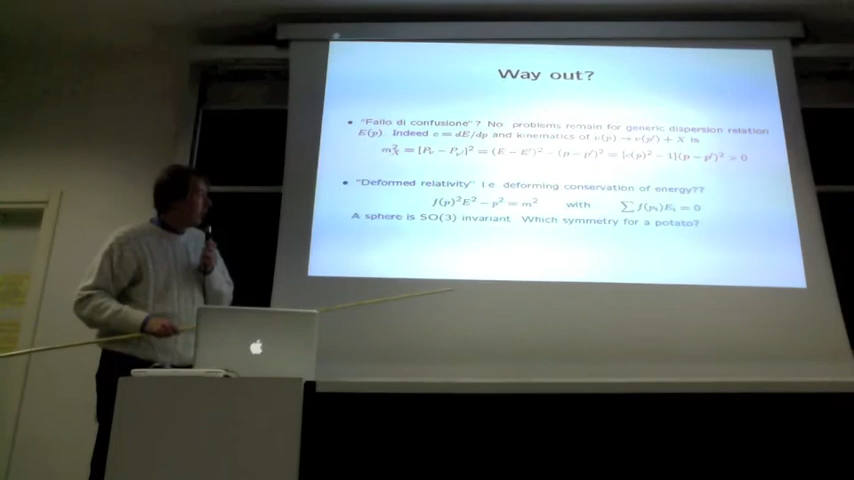 Way out?
• "Fallo di confusione"? No problems remain for generic dispersion relation
E(p). Indeed v = dE/dp and kinematics of ν(p) → ν(p′) + X is
m²_X = [P_ν − P_ν′]² = (E − E′)² − (p − p′)² = [v(p)² − 1](p − p′)² > 0
• "Deformed relativity" I.e. deforming conservation of energy??
f(p)²E² − p² = m² with ∑ f(p_i)E_i = 0
A sphere is SO(3) invariant Which symmetry for a potato?